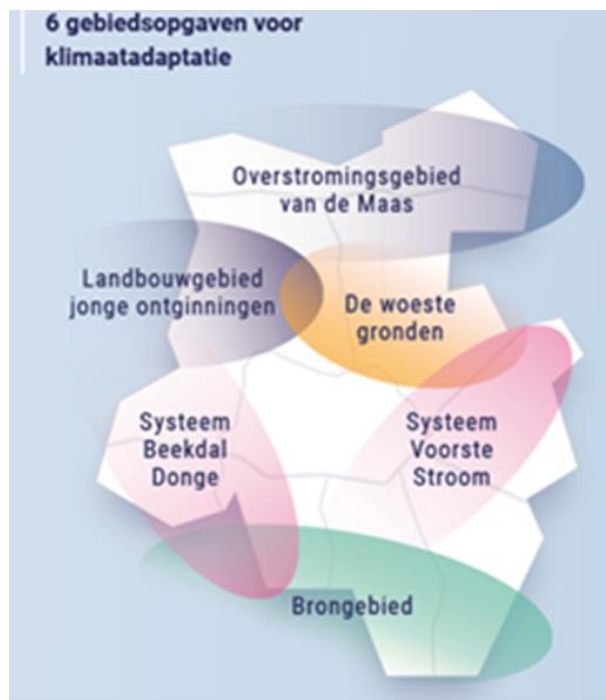 6 gebiedsopgaven voor
klimaatadaptatie
Overstromingsgebied
van de Maas
Landbouwgebied
jonge ontginningen
De woeste
gronden
Systeem
Beekdal
Donge
Systeem
Voorste
Stroom
Brongebied